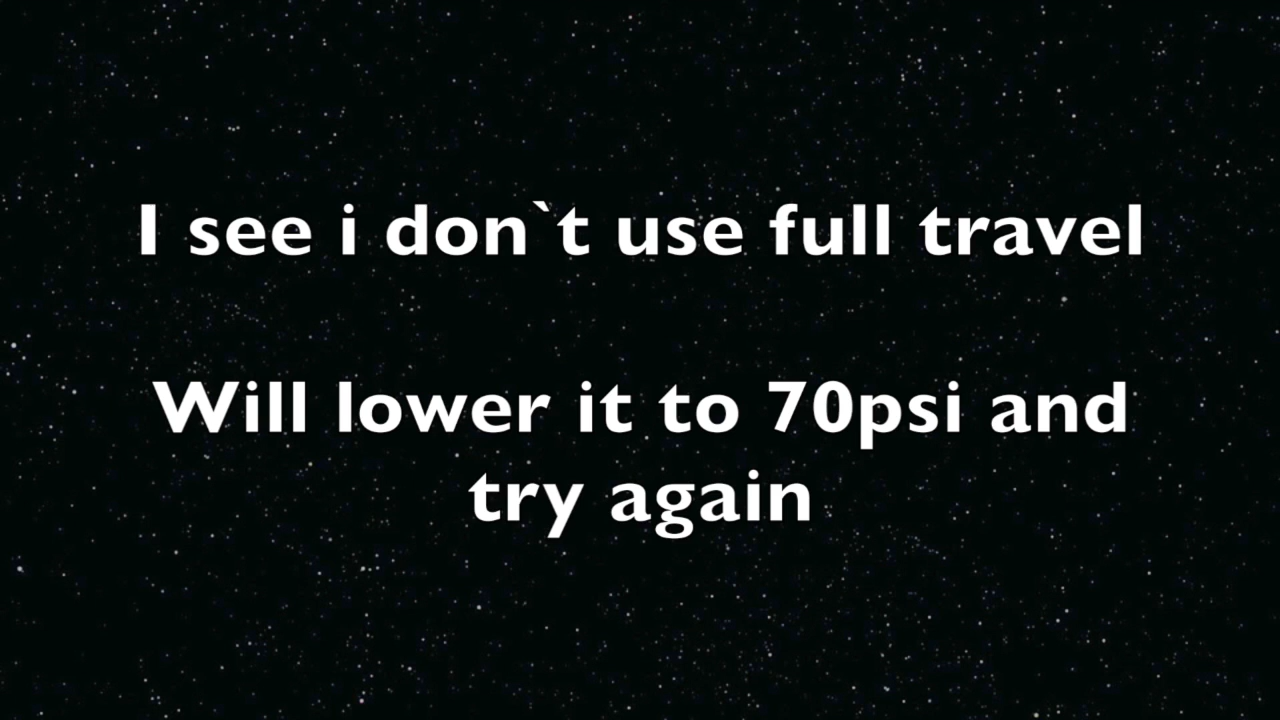 I see i don`t use full travel
Will lower it to 70psi and
try again